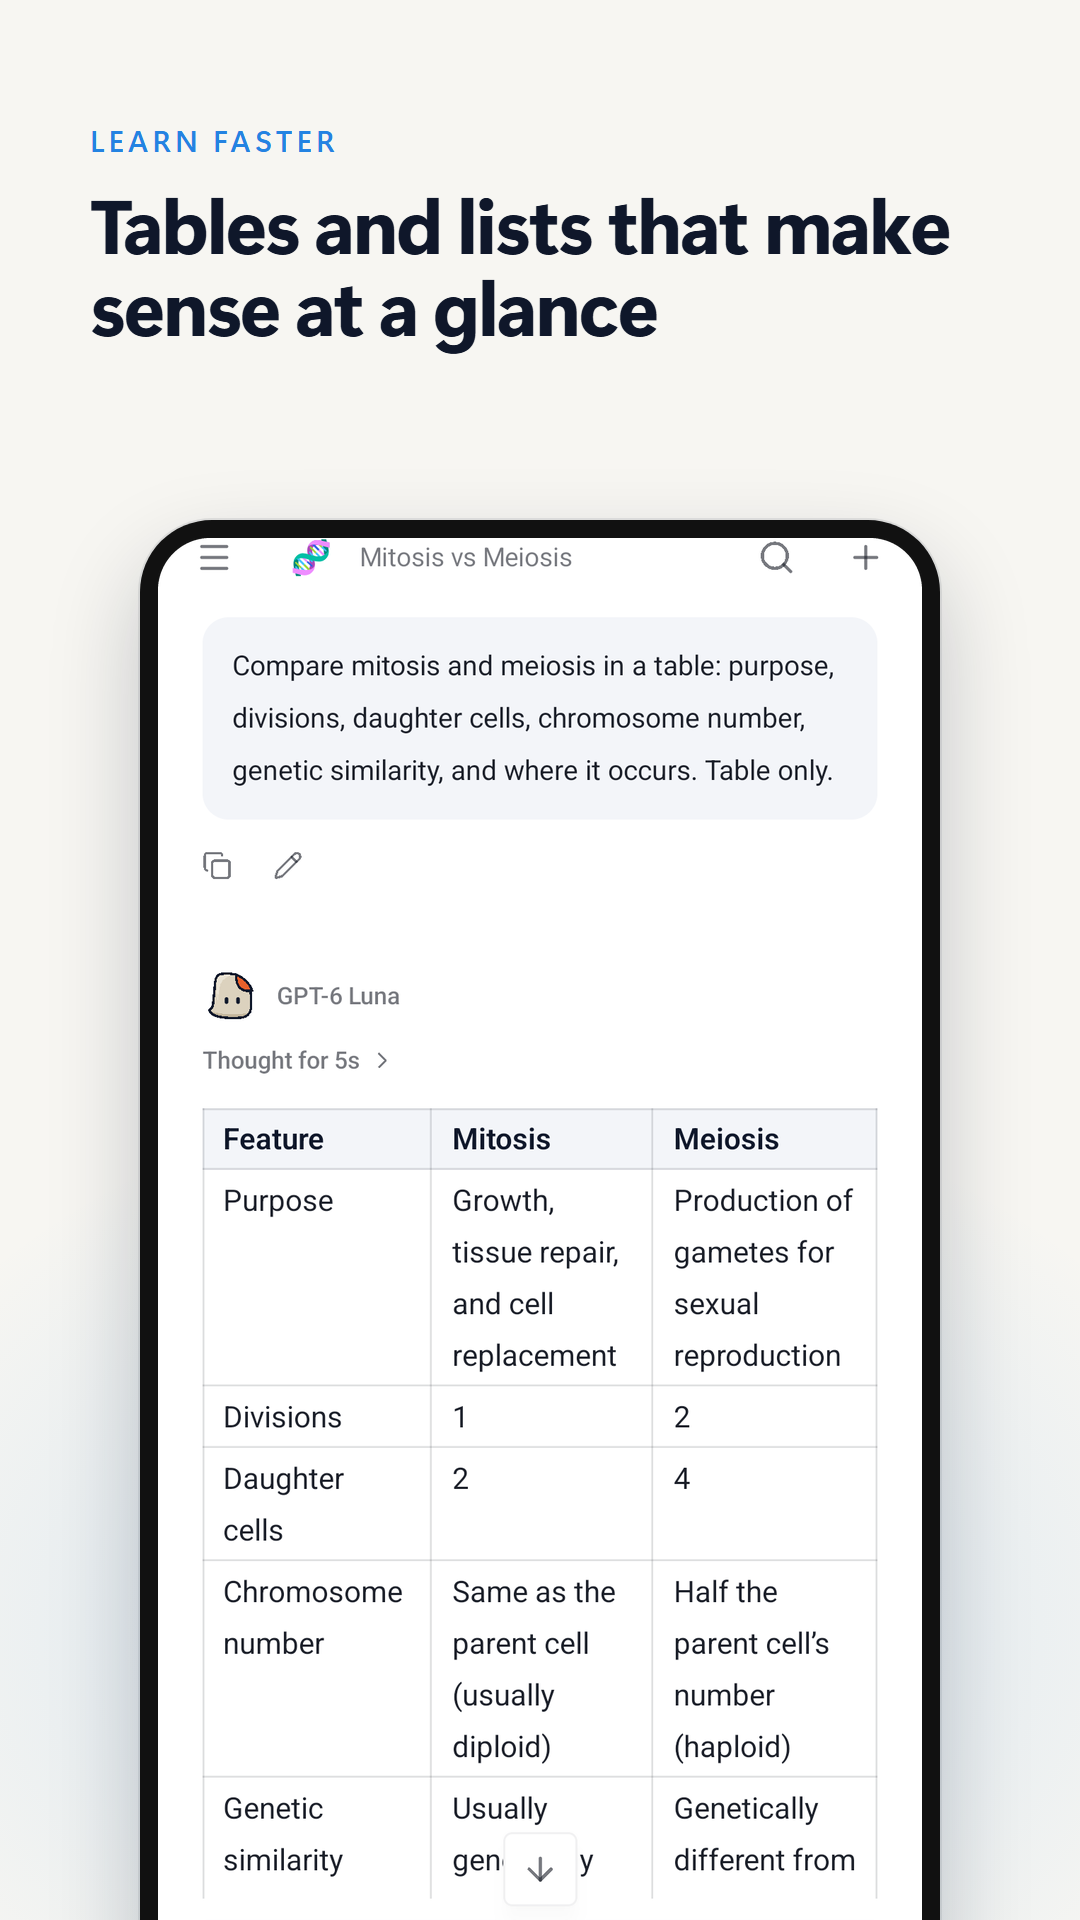 LEARN FASTER
Tables and lists that make
sense at a glance
Mitosis vs Meiosis
Compare mitosis and meiosis in a table: purpose,
divisions, daughter cells, chromosome number,
genetic similarity, and where it occurs. Table only.
GPT-6 Luna
Thought for 5s
Feature Mitosis Meiosis
Purpose Growth, Production of
tissue repair, gametes for
and cell sexual
replacement reproduction
Divisions 1 2
Daughter 2 4
cells
Chromosome Same as the Half the
number parent cell parent cell’s
(usually number
diploid) (haploid)
Genetic Usually Genetically
similarity different from